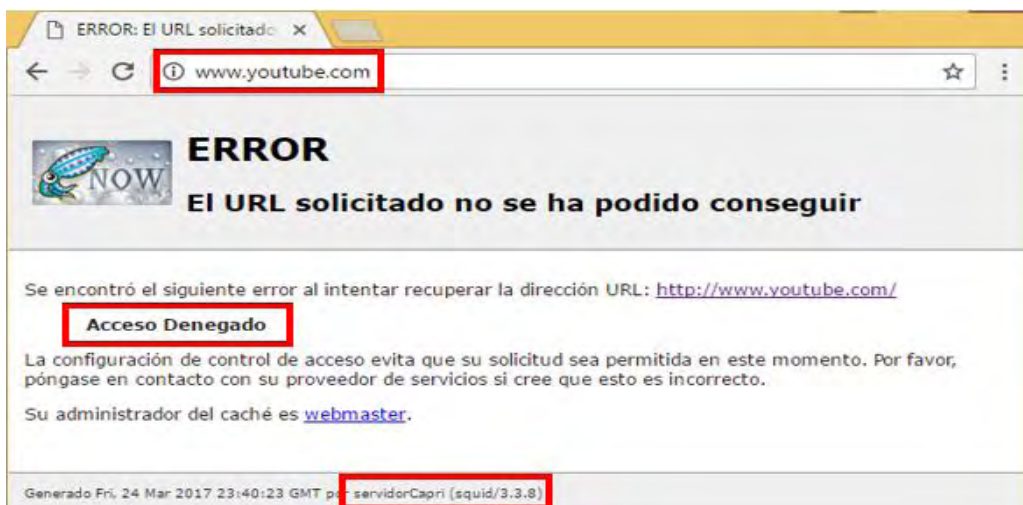 ERROR: El URL solicitado
www.youtube.com
NOW
ERROR
El URL solicitado no se ha podido conseguir
Se encontró el siguiente error al intentar recuperar la dirección URL: http://www.youtube.com/
Acceso Denegado
La configuración de control de acceso evita que su solicitud sea permitida en este momento. Por favor,
póngase en contacto con su proveedor de servicios si cree que esto es incorrecto.
Su administrador del caché es webmaster.
Generado Fri, 24 Mar 2017 23:40:23 GMT por servidorCapri (squid/3.3.8)